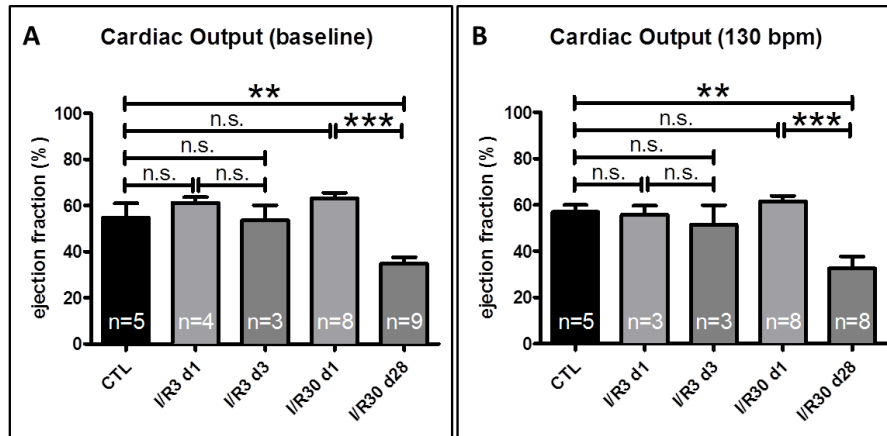 A
Cardiac Output (baseline)
ejection fraction (%)
100
80
60
40
20
0
**
n.s.
***
n.s.
n.s.
n.s.
n=5
n=4
n=3
n=8
n=9
CTL
I/R3 d1
I/R3 d3
I/R30 d1
I/R30 d28
B
Cardiac Output (130 bpm)
ejection fraction (%)
100
80
60
40
20
0
**
n.s.
***
n.s.
n.s.
n.s.
n=5
n=3
n=3
n=8
n=8
CTL
I/R3 d1
I/R3 d3
I/R30 d1
I/R30 d28